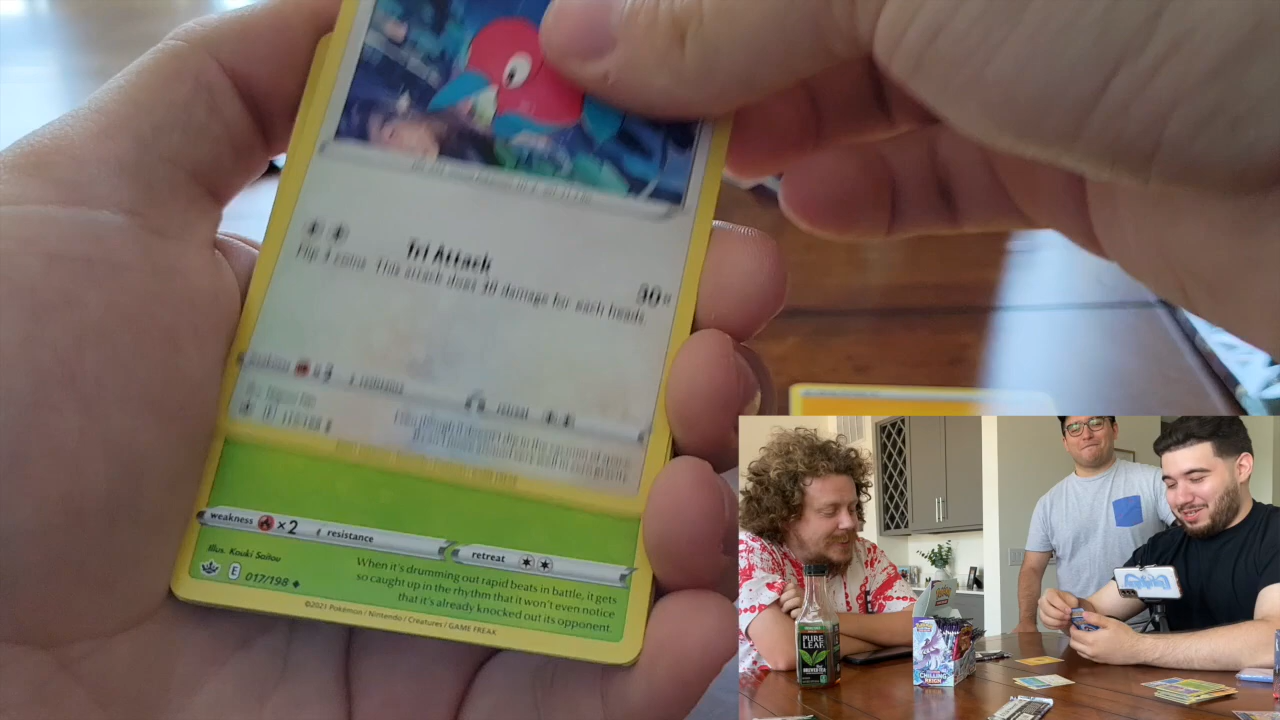 Tri Attack
30×
Flip 3 coins. This attack does 30 damage for each heads.
×2
retreat
weakness ×2 resistance
retreat
Illus. Kouki Saitou
E 017/198
When it's drumming out rapid beats in battle, it gets
so caught up in the rhythm that it won't even notice
that it's already knocked out its opponent.
©2021 Pokémon / Nintendo / Creatures / GAME FREAK
PURE
LEAF
CHILLING
REIGN